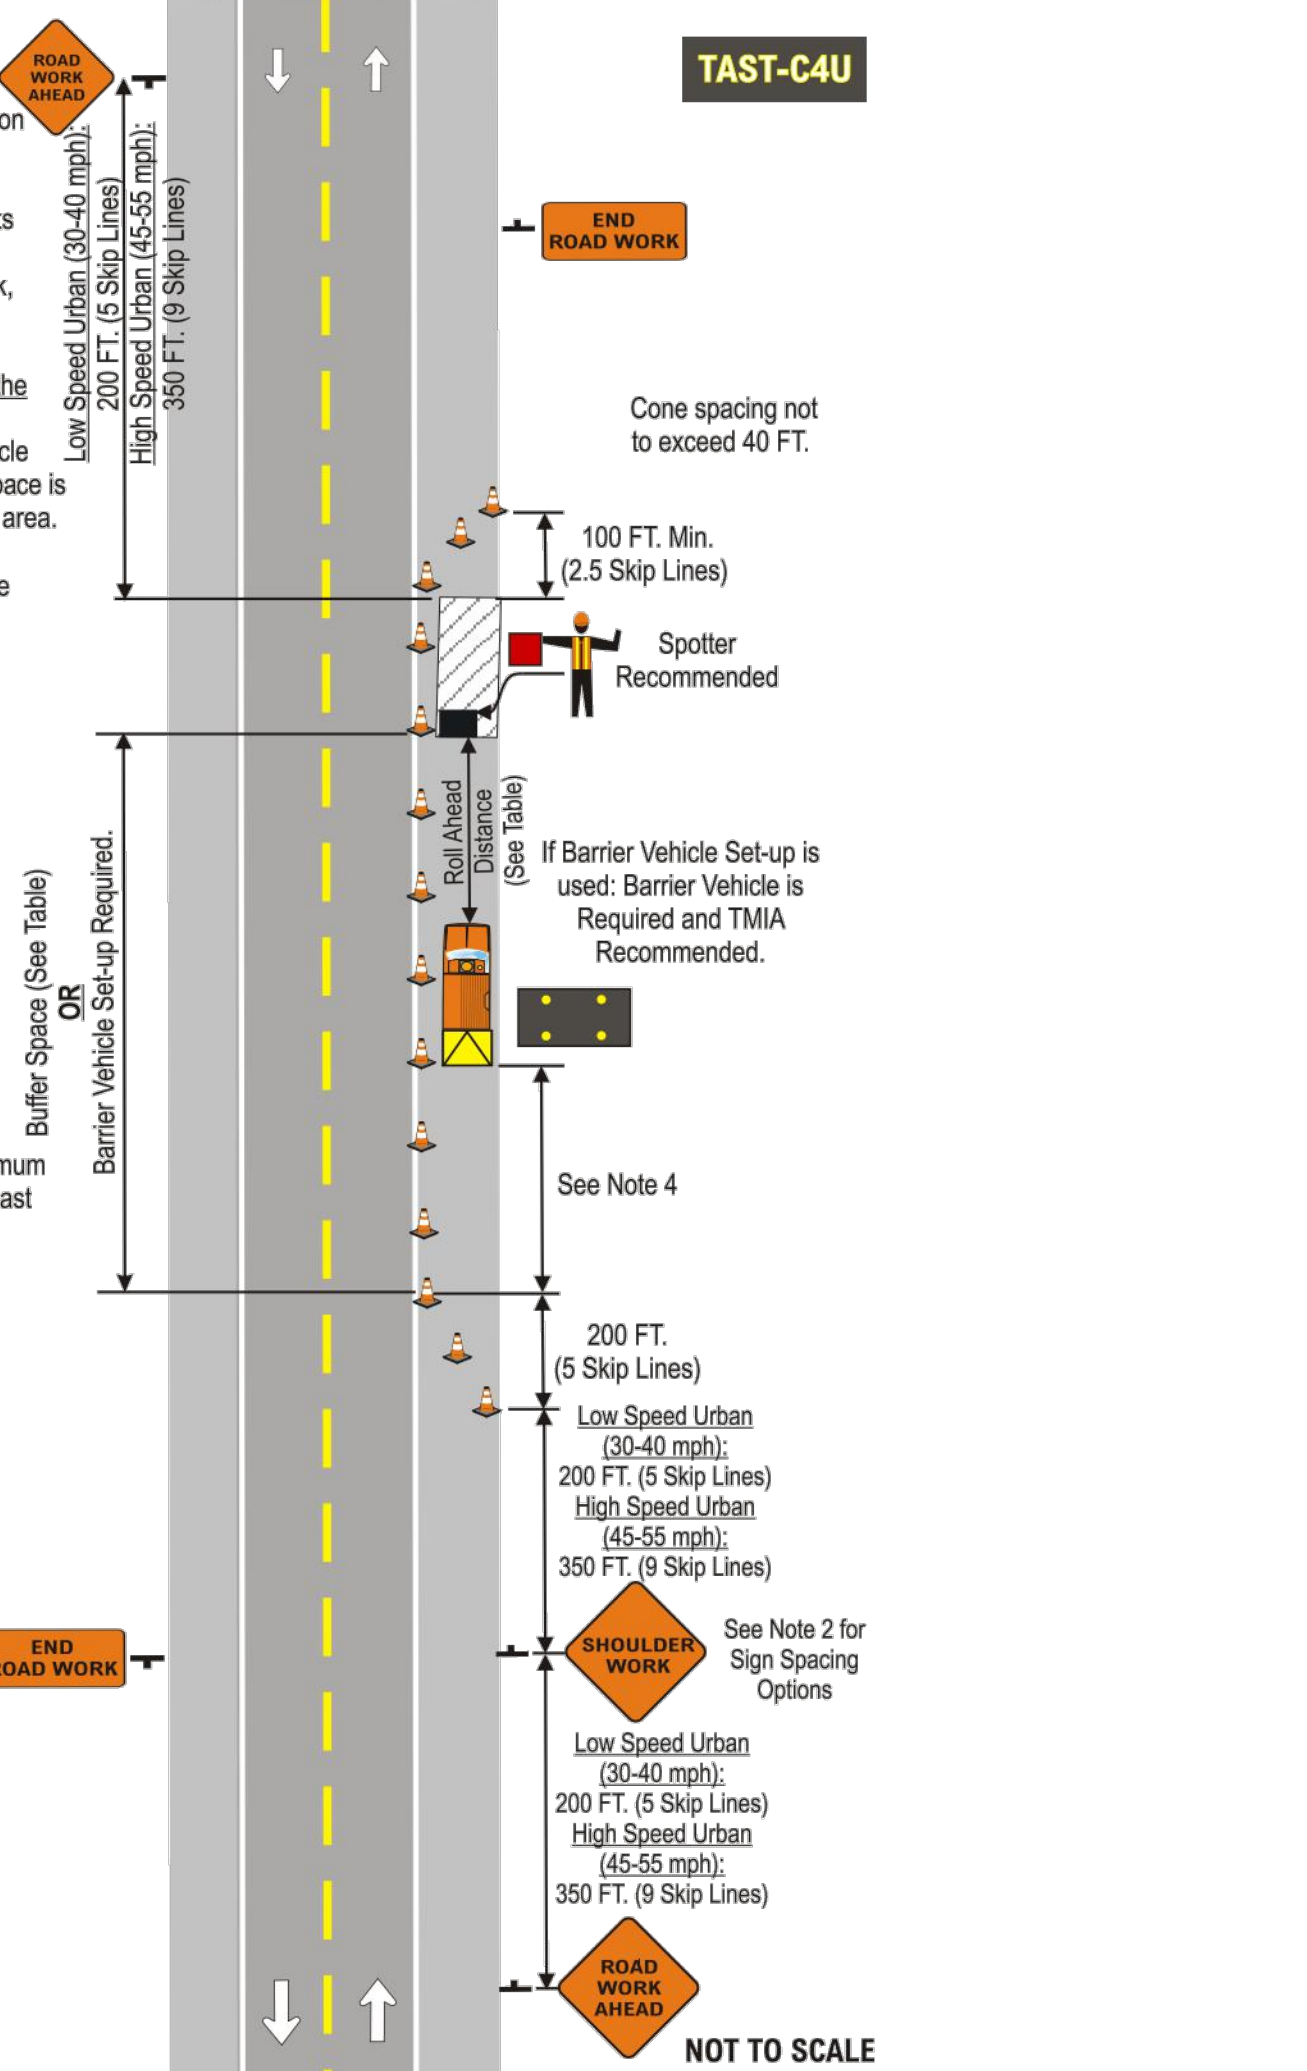 ROAD
WORK
AHEAD
TAST-C4U
on
Low Speed Urban (30-40 mph):
200 FT. (5 Skip Lines)
High Speed Urban (45-55 mph):
350 FT. (9 Skip Lines)
END
ROAD WORK
the
Cone spacing not
to exceed 40 FT.
is
area.
100 FT. Min.
(2.5 Skip Lines)
Spotter
Recommended
Roll Ahead
Distance
(See Table)
If Barrier Vehicle Set-up is
used: Barrier Vehicle is
Required and TMIA
Recommended.
Buffer Space (See Table)
OR
Barrier Vehicle Set-up Required.
See Note 4
200 FT.
(5 Skip Lines)
Low Speed Urban
(30-40 mph):
200 FT. (5 Skip Lines)
High Speed Urban
(45-55 mph):
350 FT. (9 Skip Lines)
SHOULDER
WORK
See Note 2 for
Sign Spacing
Options
END
ROAD WORK
Low Speed Urban
(30-40 mph):
200 FT. (5 Skip Lines)
High Speed Urban
(45-55 mph):
350 FT. (9 Skip Lines)
ROAD
WORK
AHEAD
NOT TO SCALE